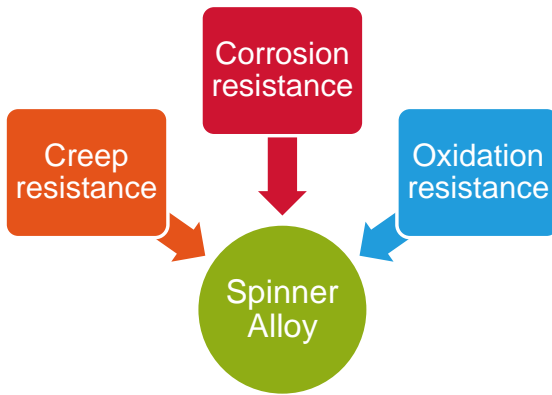 Corrosion
resistance
Creep
resistance
Oxidation
resistance
Spinner
Alloy